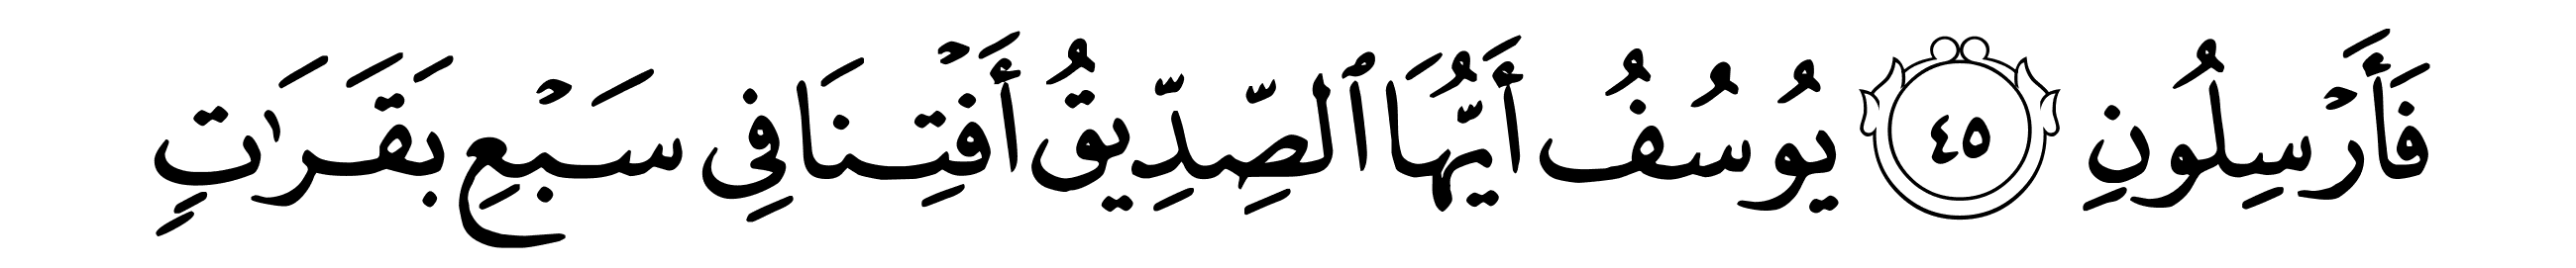 فَأَرۡسِلُونِ ٤٥ يُوسُفُ أَيُّهَا ٱلصِّدِّيقُ أَفۡتِنَا فِي سَبۡعِ بَقَرَٰتٖ